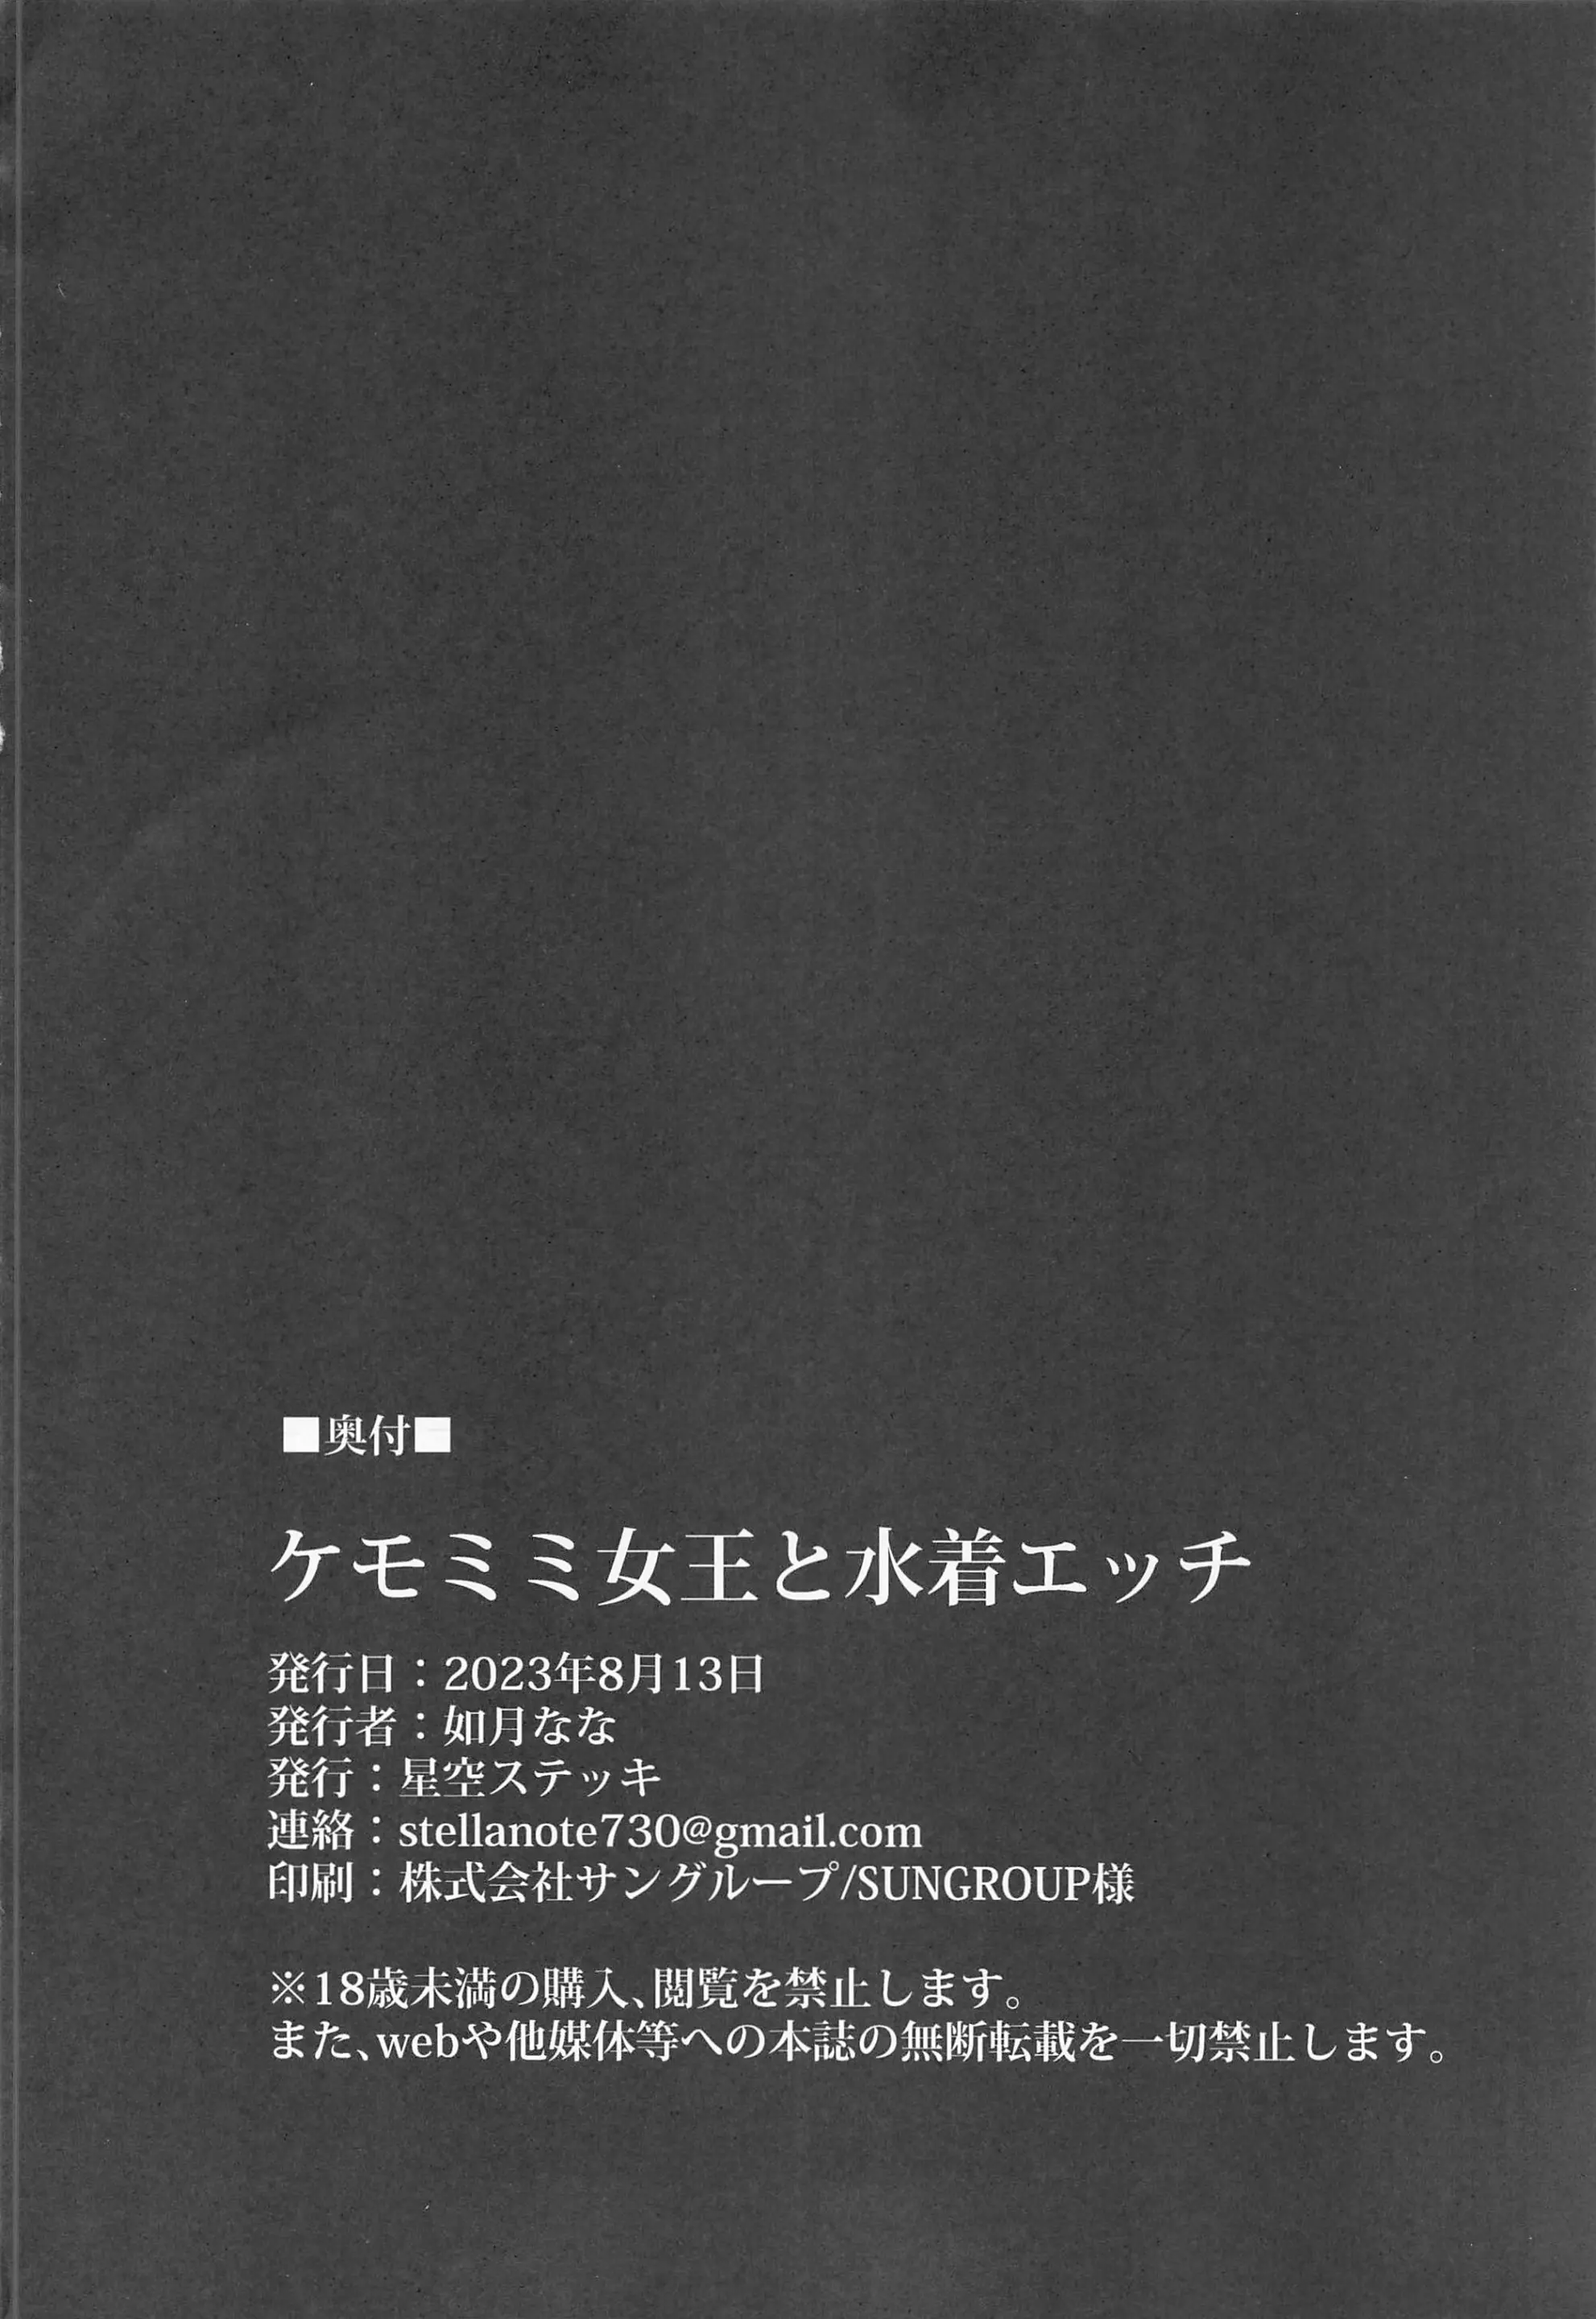 ■奥付■
ケモミミ女王と水着エッチ
発行日：2023年8月13日
発行者：如月なな
発行：星空ステッキ
連絡：stellanote730@gmail.com
印刷：株式会社サングループ/SUNGROUP様
※18歳未満の購入、閲覧を禁止します。
また、webや他媒体等への本誌の無断転載を一切禁止します。